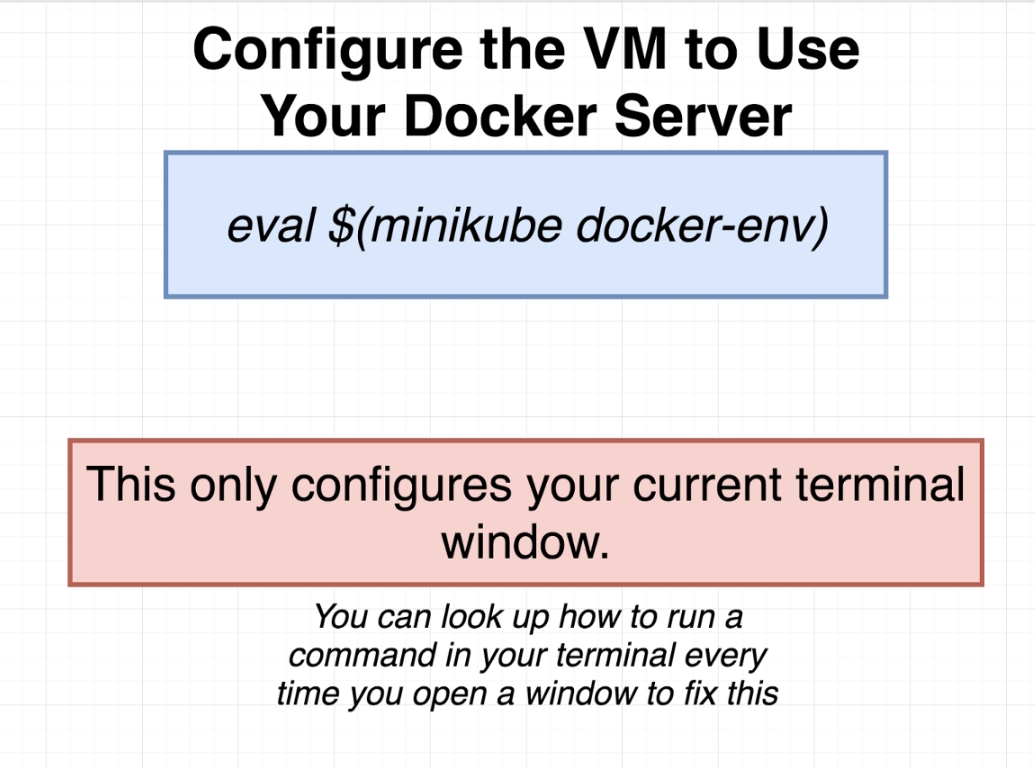 Configure the VM to Use
Your Docker Server
eval $(minikube docker-env)
This only configures your current terminal
window.
You can look up how to run a
command in your terminal every
time you open a window to fix this